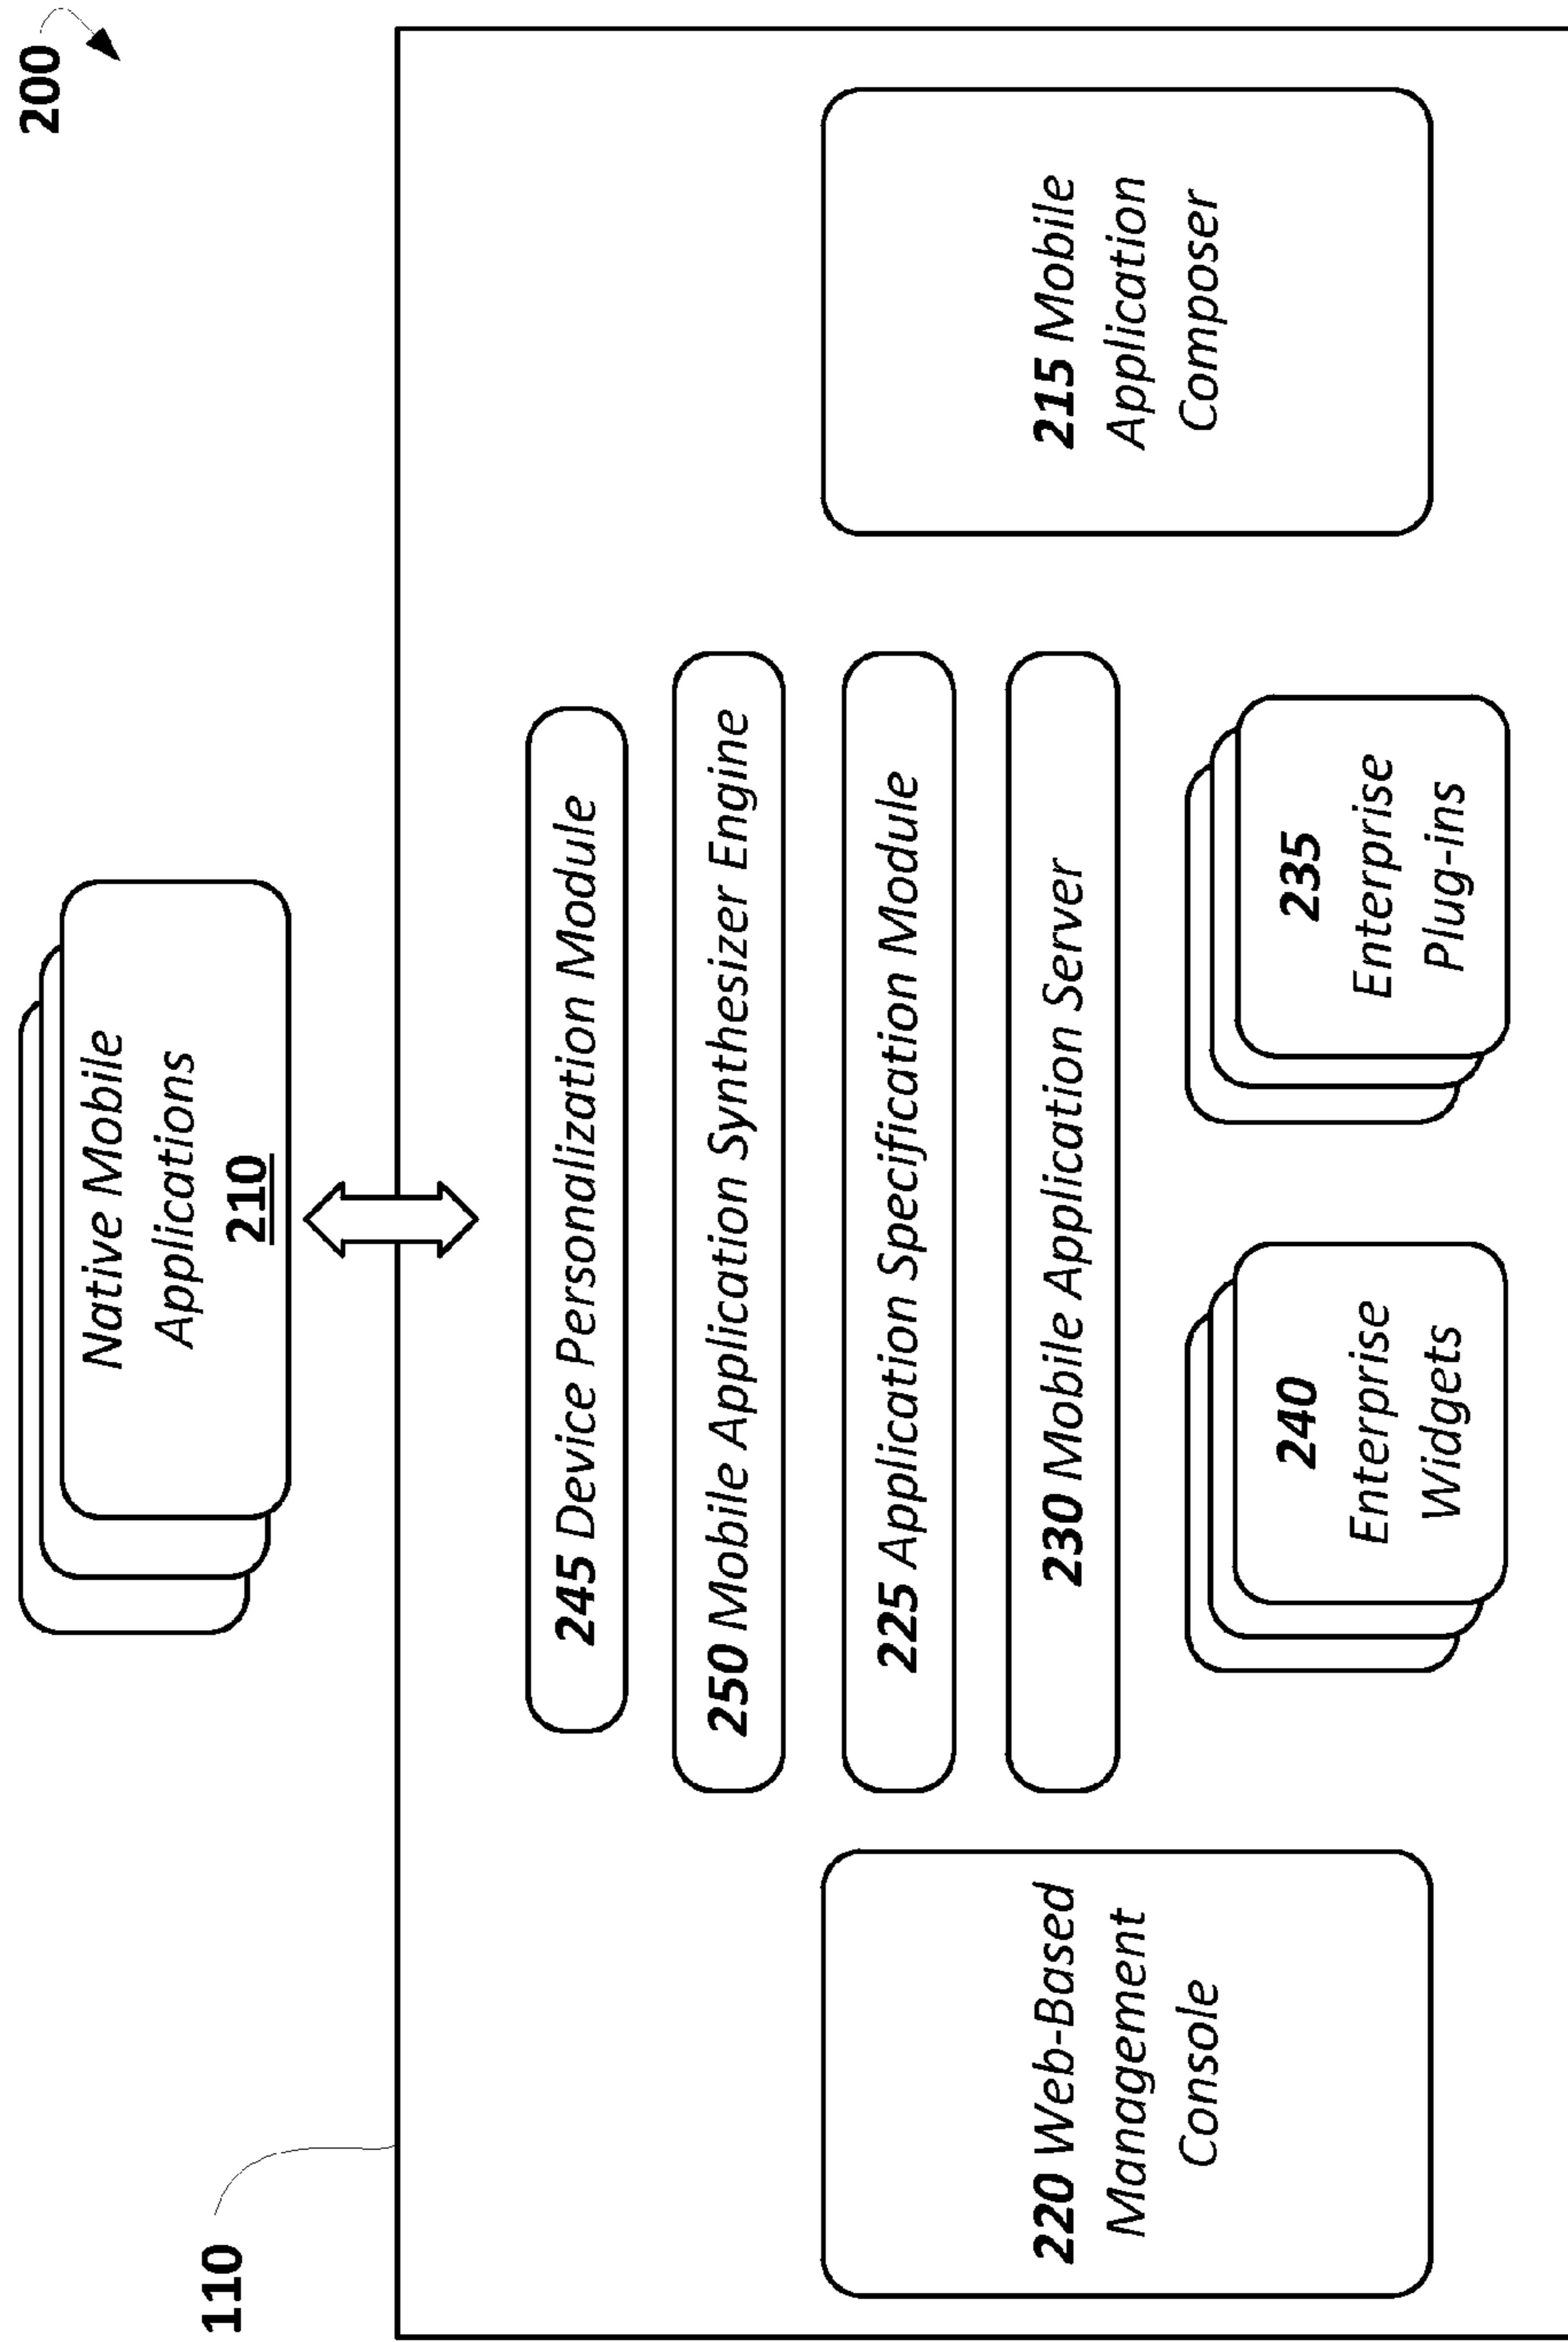 200
110
Native Mobile
Applications
210
245 Device Personalization Module
250 Mobile Application Synthesizer Engine
225 Application Specification Module
230 Mobile Application Server
220 Web-Based
Management
Console
240
Enterprise
Widgets
235
Enterprise
Plug-ins
215 Mobile
Application
Composer